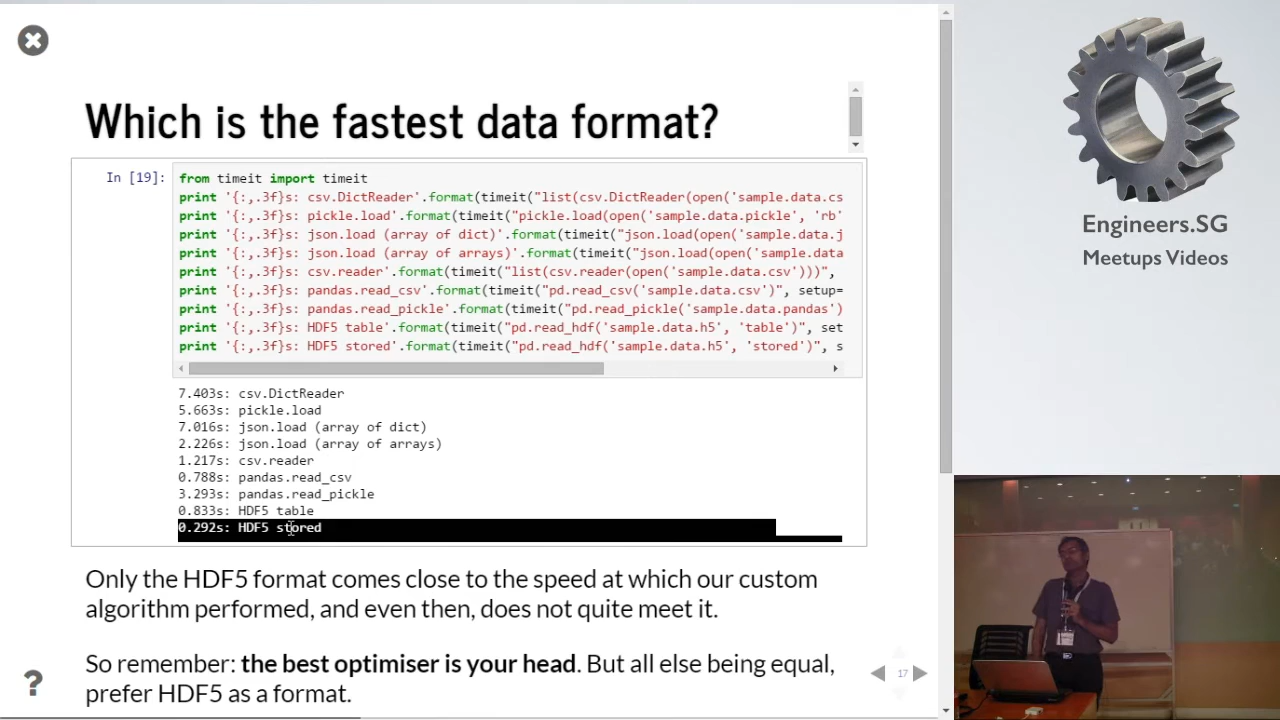 Which is the fastest data format?
In [19]:
from timeit import timeit
print '{:,.3f}s: csv.DictReader'.format(timeit("list(csv.DictReader(open('sample.data.cs
print '{:,.3f}s: pickle.load'.format(timeit("pickle.load(open('sample.data.pickle', 'rb'
print '{:,.3f}s: json.load (array of dict)'.format(timeit("json.load(open('sample.data.j
print '{:,.3f}s: json.load (array of arrays)'.format(timeit("json.load(open('sample.data
print '{:,.3f}s: csv.reader'.format(timeit("list(csv.reader(open('sample.data.csv')))",
print '{:,.3f}s: pandas.read_csv'.format(timeit("pd.read_csv('sample.data.csv')", setup=
print '{:,.3f}s: pandas.read_pickle'.format(timeit("pd.read_pickle('sample.data.pandas')
print '{:,.3f}s: HDF5 table'.format(timeit("pd.read_hdf('sample.data.h5', 'table')", set
print '{:,.3f}s: HDF5 stored'.format(timeit("pd.read_hdf('sample.data.h5', 'stored')", s
7.403s: csv.DictReader
5.663s: pickle.load
7.016s: json.load (array of dict)
2.226s: json.load (array of arrays)
1.217s: csv.reader
0.788s: pandas.read_csv
3.293s: pandas.read_pickle
0.833s: HDF5 table
0.292s: HDF5 stored
Only the HDF5 format comes close to the speed at which our custom
algorithm performed, and even then, does not quite meet it.
So remember: the best optimiser is your head. But all else being equal,
prefer HDF5 as a format.
?
17
Engineers.SG
Meetups Videos